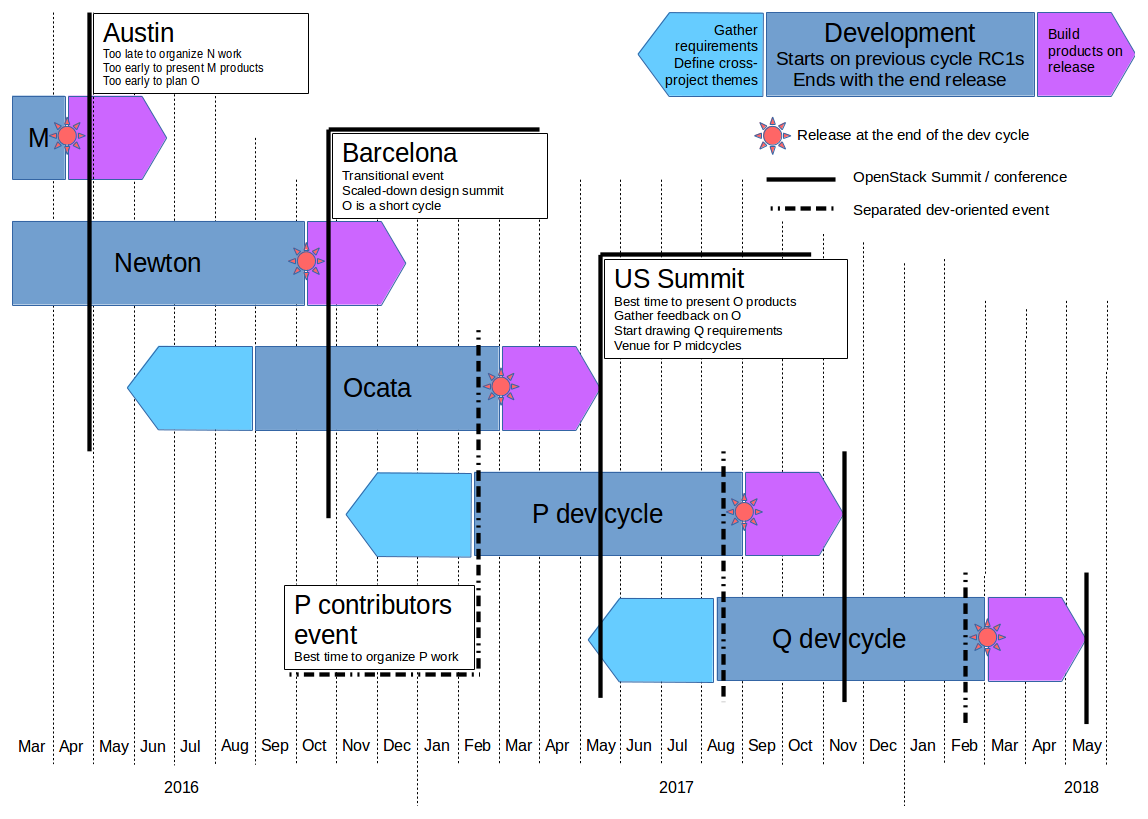 Austin
Too late to organize N work
Too early to present M products
Too early to plan O
Gather
requirements
Define cross-
project themes
Development
Starts on previous cycle RC1s
Ends with the end release
Build
products on
release
Release at the end of the dev cycle
OpenStack Summit / conference
Separated dev-oriented event
M
Barcelona
Transitional event
Scaled-down design summit
O is a short cycle
Newton
US Summit
Best time to present O products
Gather feedback on O
Start drawing Q requirements
Venue for P midcycles
Ocata
P dev cycle
P contributors
event
Best time to organize P work
Q dev cycle
Mar Apr May Jun Jul Aug Sep Oct Nov Dec Jan Feb Mar Apr May Jun Jul Aug Sep Oct Nov Dec Jan Feb Mar Apr May
2016 2017 2018